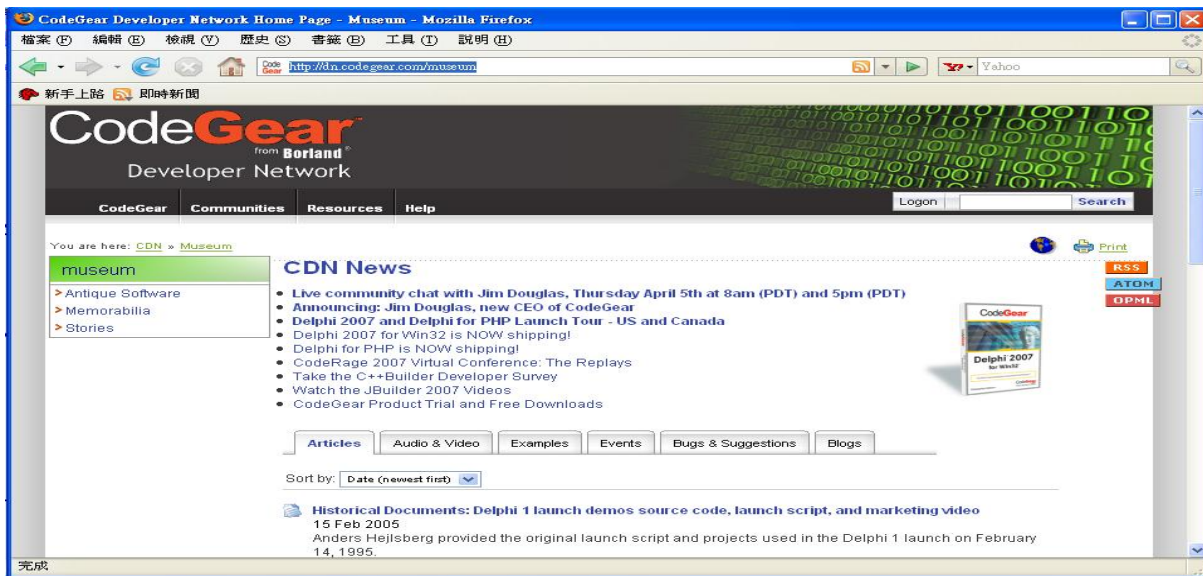 CodeGear Developer Network Home Page - Museum - Mozilla Firefox
檔案(F) 編輯(E) 檢視(V) 歷史(S) 書籤(B) 工具(T) 說明(H)
Code Gear http://dn.codegear.com/museum Yahoo
新手上路 即時新聞
CodeGear
from Borland®
Developer Network
CodeGear Communities Resources Help Logon Search
You are here: CDN » Museum Print
museum
> Antique Software
> Memorabilia
> Stories
CDN News
RSS
ATOM
OPML
• Live community chat with Jim Douglas, Thursday April 5th at 8am (PDT) and 5pm (PDT)
• Announcing: Jim Douglas, new CEO of CodeGear
• Delphi 2007 and Delphi for PHP Launch Tour - US and Canada
• Delphi 2007 for Win32 is NOW shipping!
• Delphi for PHP is NOW shipping!
• CodeRage 2007 Virtual Conference: The Replays
• Take the C++Builder Developer Survey
• Watch the JBuilder 2007 Videos
• CodeGear Product Trial and Free Downloads
CodeGear
Delphi 2007
for Win32
Articles Audio & Video Examples Events Bugs & Suggestions Blogs
Sort by: Date (newest first)
Historical Documents: Delphi 1 launch demos source code, launch script, and marketing video
15 Feb 2005
Anders Hejlsberg provided the original launch script and projects used in the Delphi 1 launch on February
14, 1995.
完成